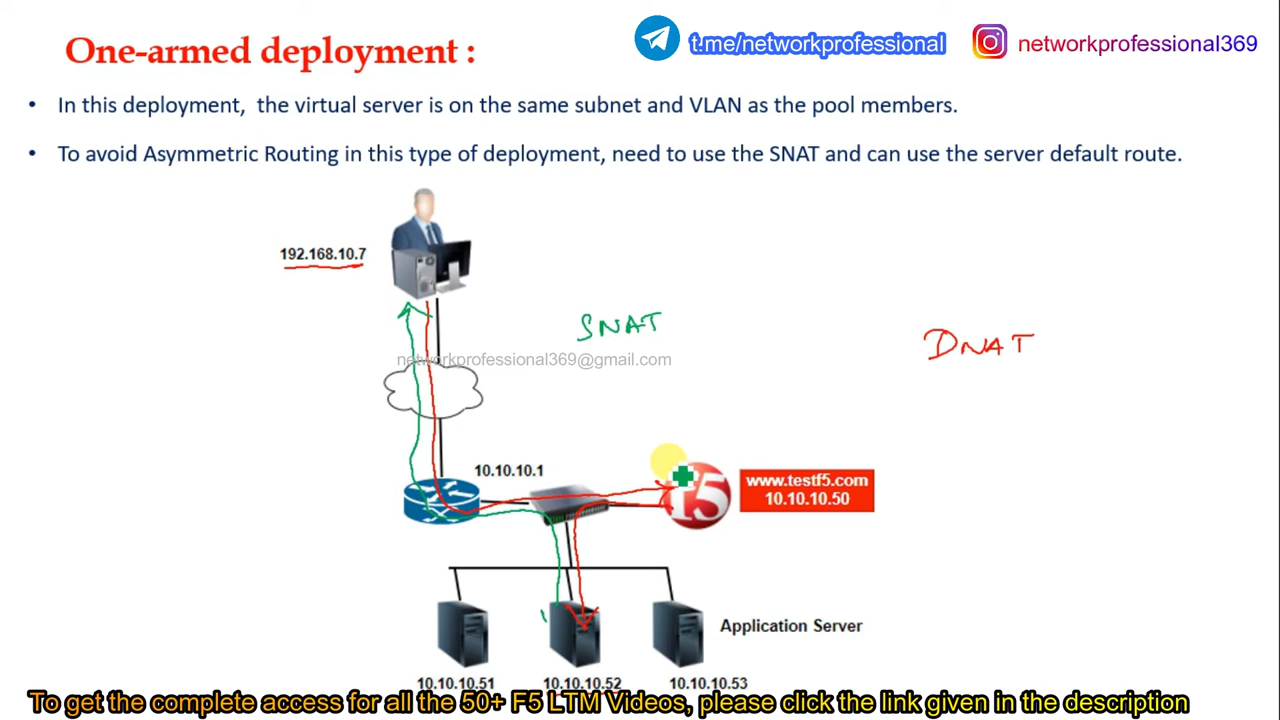 One-armed deployment :
t.me/networkprofessional
networkprofessional369
• In this deployment, the virtual server is on the same subnet and VLAN as the pool members.
• To avoid Asymmetric Routing in this type of deployment, need to use the SNAT and can use the server default route.
192.168.10.7
SNAT
DNAT
networkprofessional369@gmail.com
10.10.10.1
f5
www.testf5.com
10.10.10.50
Application Server
10.10.10.51
10.10.10.52
10.10.10.53
To get the complete access for all the 50+ F5 LTM Videos, please click the link given in the description